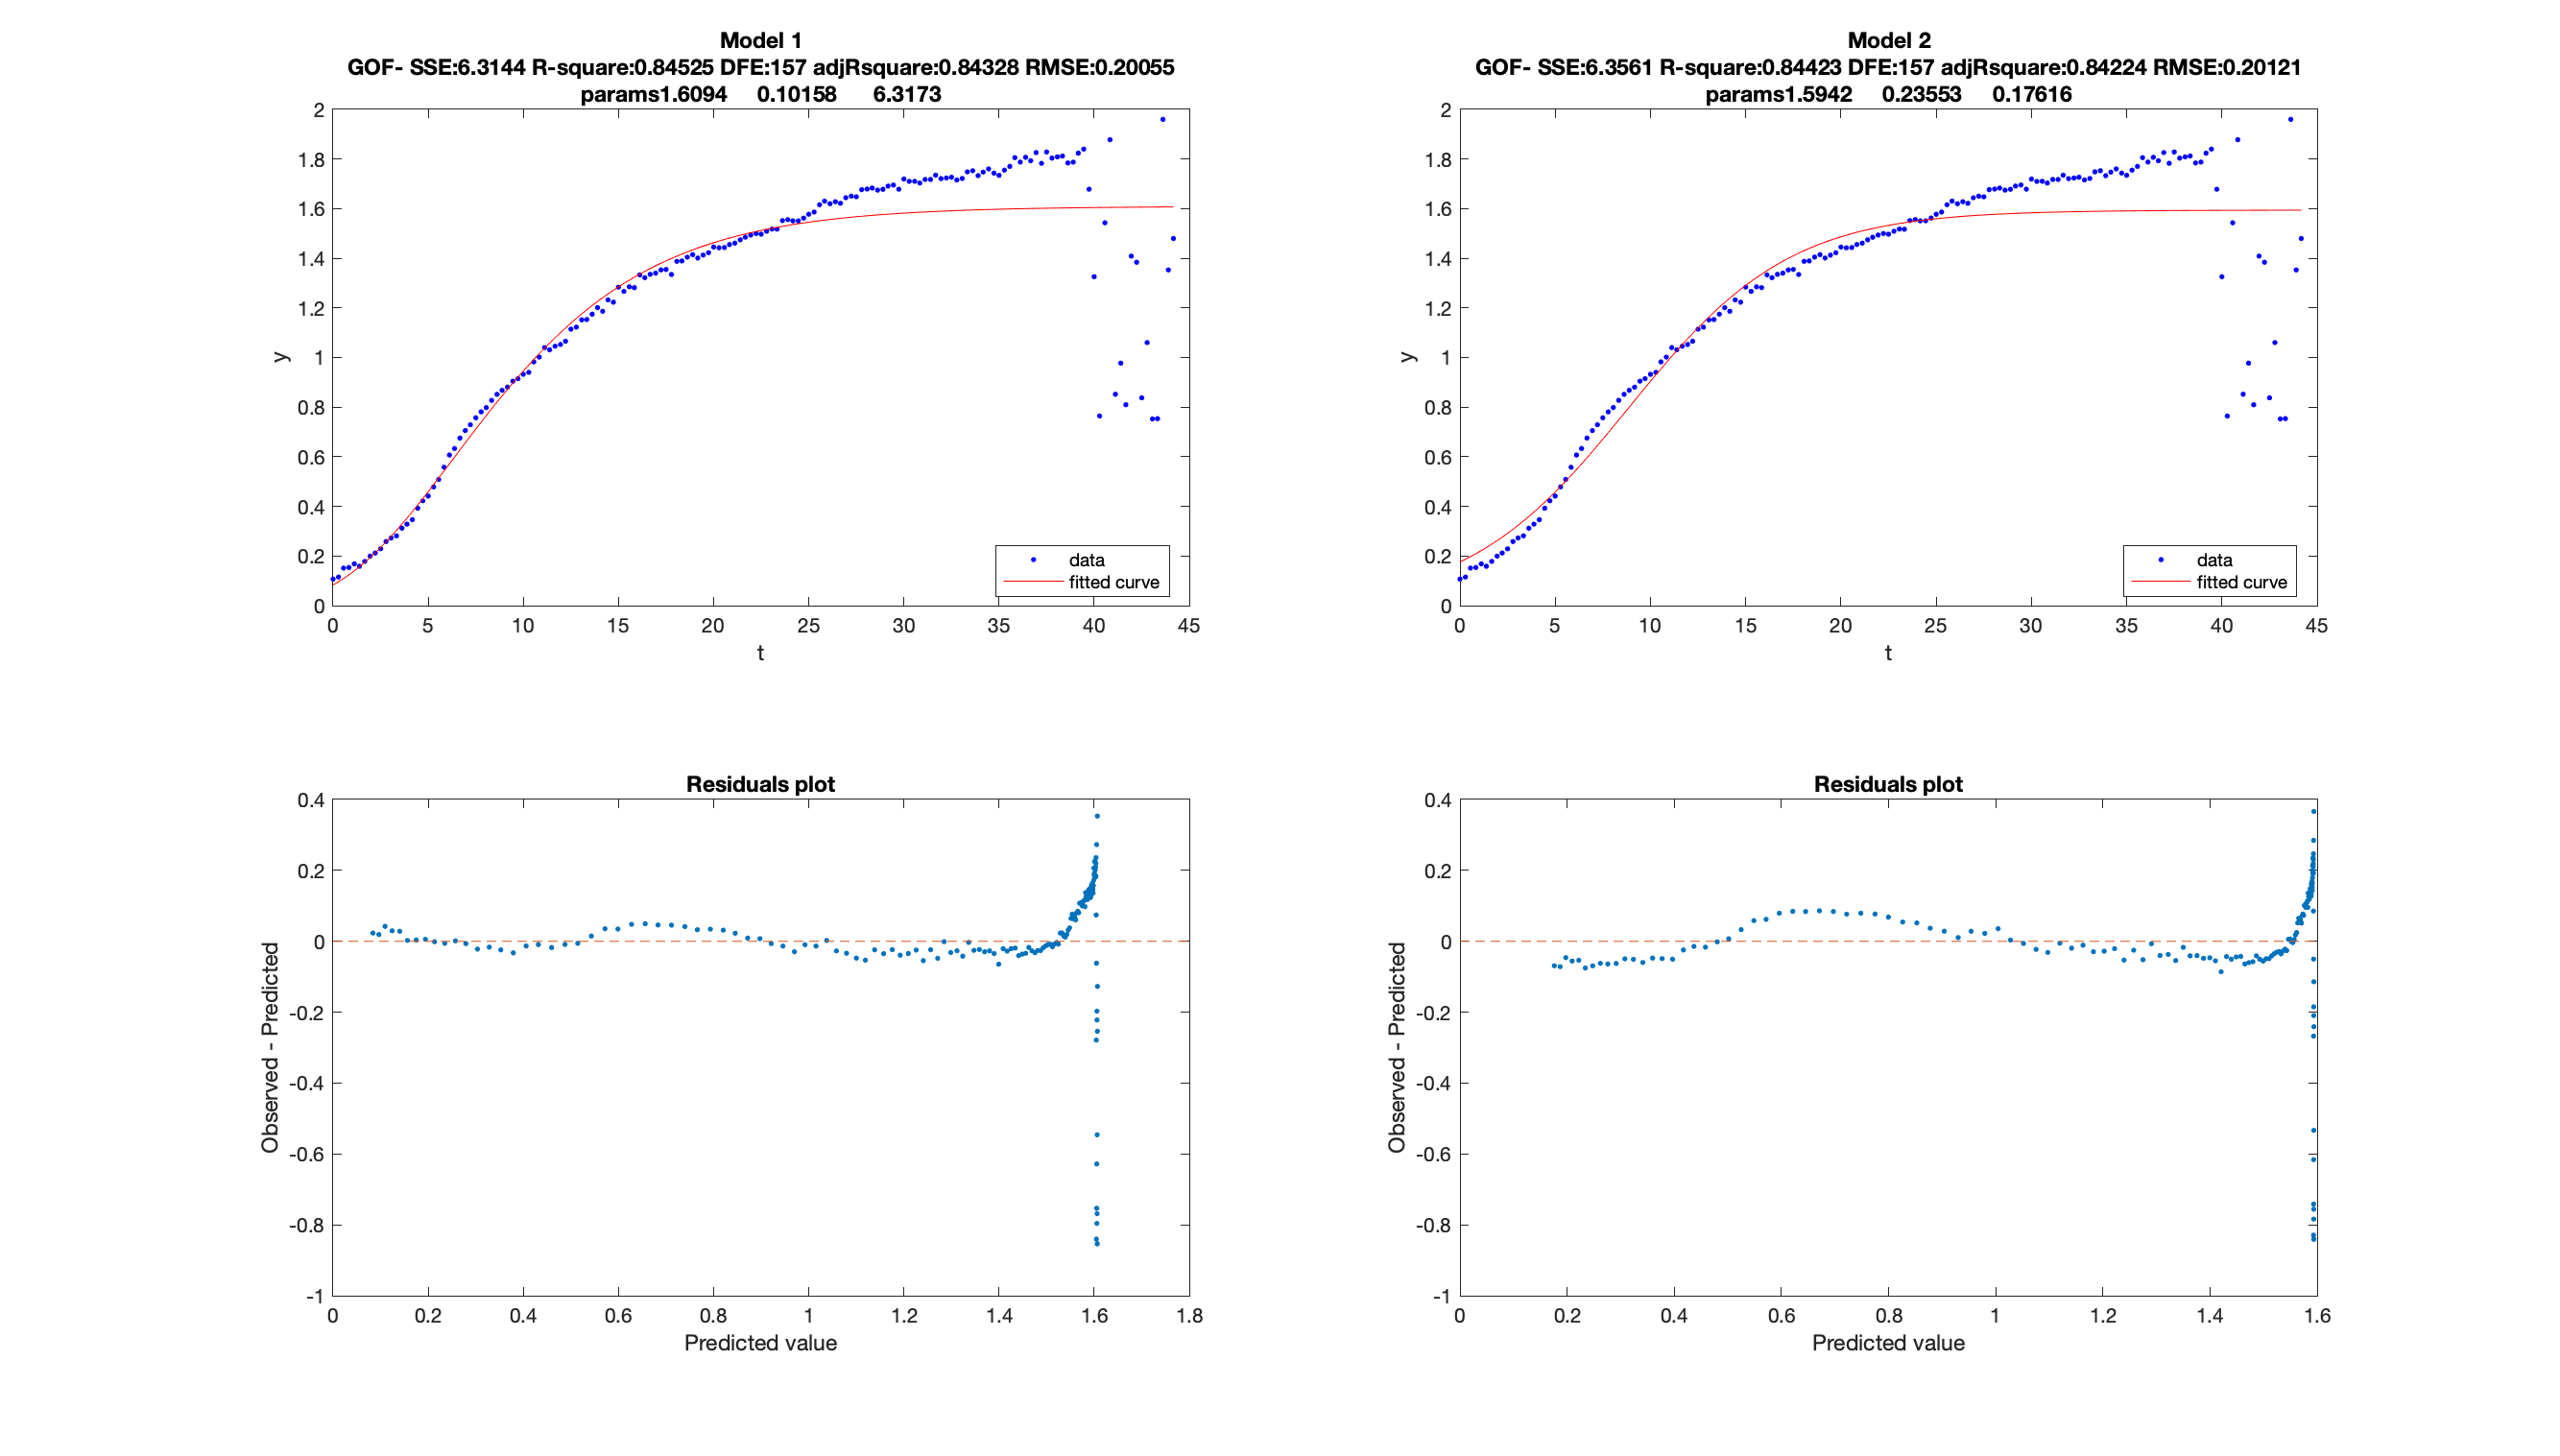 Model 1
GOF- SSE:6.3144 R-square:0.84525 DFE:157 adjRsquare:0.84328 RMSE:0.20055
params1.6094 0.10158 6.3173
2
1.8
1.6
1.4
1.2
1
0.8
0.6
0.4
0.2
0
y
data
fitted curve
0 5 10 15 20 25 30 35 40 45
t
Model 2
GOF- SSE:6.3561 R-square:0.84423 DFE:157 adjRsquare:0.84224 RMSE:0.20121
params1.5942 0.23553 0.17616
2
1.8
1.6
1.4
1.2
1
0.8
0.6
0.4
0.2
0
y
data
fitted curve
0 5 10 15 20 25 30 35 40 45
t
Residuals plot
0.4
0.2
0
-0.2
-0.4
-0.6
-0.8
-1
Observed - Predicted
0 0.2 0.4 0.6 0.8 1 1.2 1.4 1.6 1.8
Predicted value
Residuals plot
0.4
0.2
0
-0.2
-0.4
-0.6
-0.8
-1
Observed - Predicted
0 0.2 0.4 0.6 0.8 1 1.2 1.4 1.6
Predicted value